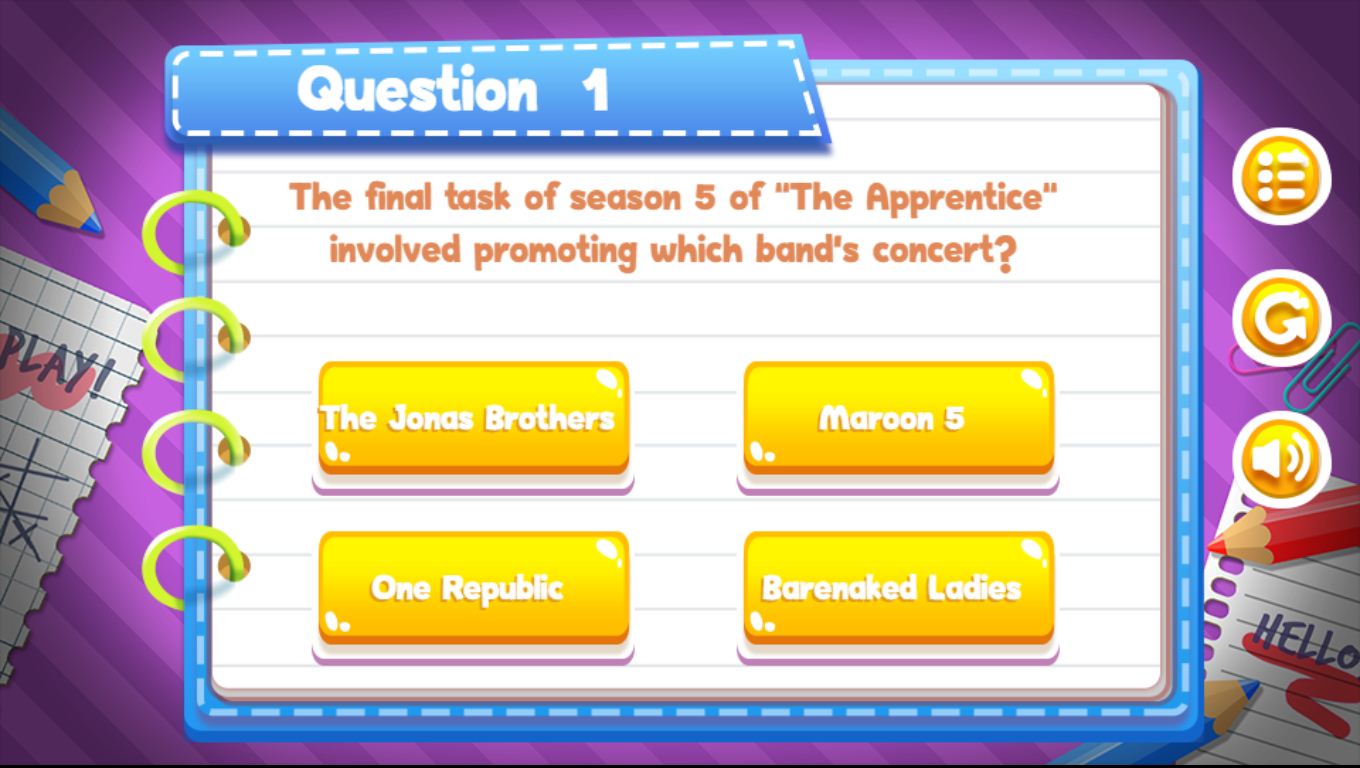 Question 1
The final task of season 5 of "The Apprentice"
involved promoting which band's concert?
The Jonas Brothers
Maroon 5
One Republic
Barenaked Ladies
PLAY!
HELLO